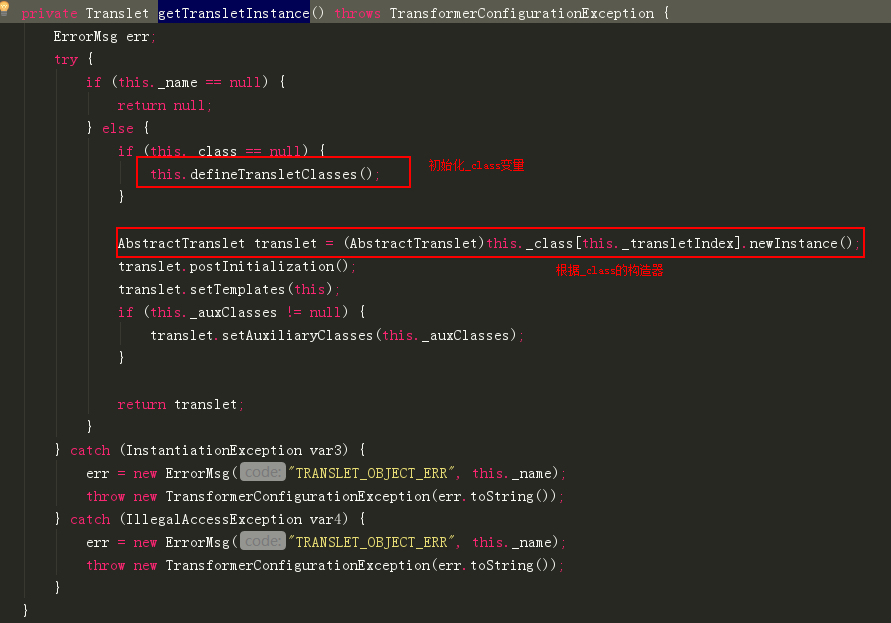 private Translet getTransletInstance() throws TransformerConfigurationException {
ErrorMsg err;
try {
if (this._name == null) {
return null;
} else {
if (this._class == null) {
this.defineTransletClasses();
初始化_class变量
}
AbstractTranslet translet = (AbstractTranslet)this._class[this._transletIndex].newInstance();
根据_class的构造器
translet.postInitialization();
translet.setTemplates(this);
if (this._auxClasses != null) {
translet.setAuxiliaryClasses(this._auxClasses);
}
return translet;
}
} catch (InstantiationException var3) {
err = new ErrorMsg( code: "TRANSLET_OBJECT_ERR", this._name);
throw new TransformerConfigurationException(err.toString());
} catch (IllegalAccessException var4) {
err = new ErrorMsg( code: "TRANSLET_OBJECT_ERR", this._name);
throw new TransformerConfigurationException(err.toString());
}
}